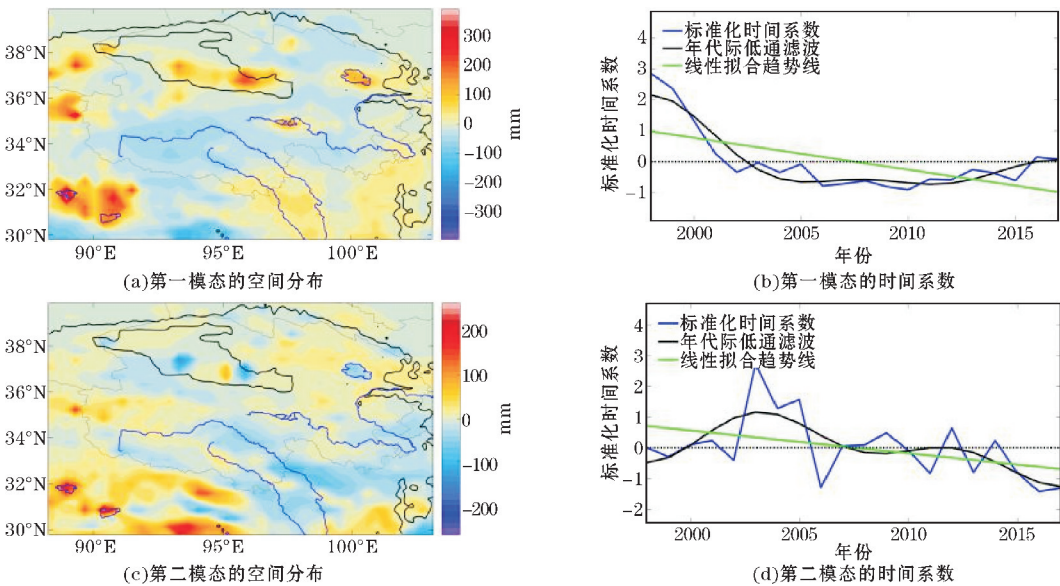 38°N
36°N
34°N
32°N
30°N
90°E
95°E
100°E
300
200
100
0
-100
-200
-300
mm
(a)第一模态的空间分布
4
3
2
1
0
-1
标准化时间系数
标准化时间系数
年代际低通滤波
线性拟合趋势线
2000
2005
2010
2015
年份
(b)第一模态的时间系数
38°N
36°N
34°N
32°N
30°N
90°E
95°E
100°E
200
100
0
-100
-200
mm
(c)第二模态的空间分布
4
3
2
1
0
-1
-2
标准化时间系数
标准化时间系数
年代际低通滤波
线性拟合趋势线
2000
2005
2010
2015
年份
(d)第二模态的时间系数